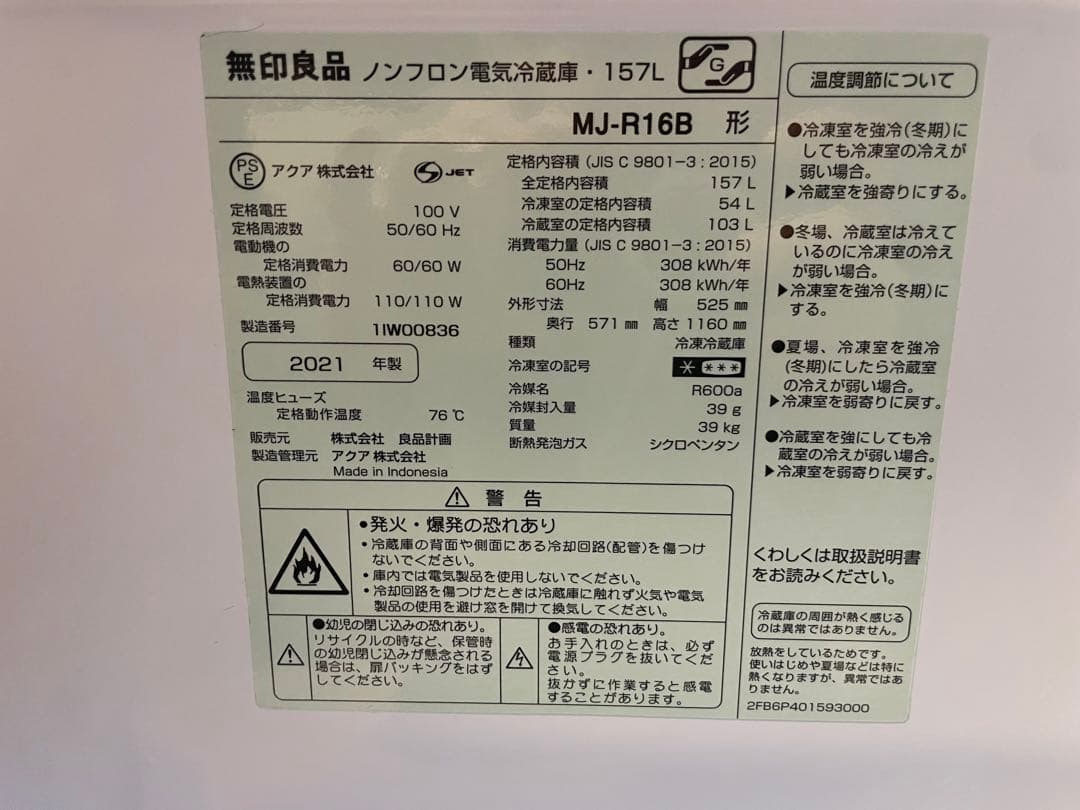 無印良品 ノンフロン電気冷蔵庫・157L
G
MJ-R16B 形
PSE アクア株式会社 S JET
定格電圧 100 V
定格周波数 50/60 Hz
電動機の
定格消費電力 60/60 W
電熱装置の
定格消費電力 110/110 W
製造番号 1IW00836
2021 年製
温度ヒューズ
定格動作温度 76 ℃
販売元 株式会社 良品計画
製造管理元 アクア株式会社
Made in Indonesia
定格内容積 (JIS C 9801-3:2015)
全定格内容積 157 L
冷凍室の定格内容積 54 L
冷蔵室の定格内容積 103 L
消費電力量 (JIS C 9801-3:2015)
50Hz 308 kWh/年
60Hz 308 kWh/年
外形寸法 幅 525 ㎜
奥行 571 ㎜ 高さ 1160 ㎜
種類 冷凍冷蔵庫
冷凍室の記号 * ***
冷媒名 R600a
冷媒封入量 39 g
質量 39 kg
断熱発泡ガス シクロペンタン
⚠ 警告
●発火・爆発の恐れあり
・冷蔵庫の背面や側面にある冷却回路(配管)を傷つけ
ないでください。
・庫内では電気製品を使用しないでください。
・冷却回路を傷つけたときは冷蔵庫に触れず火気や電気
製品の使用を避け窓を開けて換気してください。
●幼児の閉じ込みの恐れあり。
リサイクルの時など、保管時
の幼児閉じ込みが懸念される
場合は、扉パッキングをはず
してください。
●感電の恐れあり。
お手入れのときは、必ず
電源プラグを抜いてくだ
さい。
抜かずに作業すると感電
することがあります。
温度調節について
●冷凍室を強冷(冬期)に
しても冷凍室の冷えが
弱い場合。
▶冷蔵室を強寄りにする。
●冬場、冷蔵室は冷えて
いるのに冷凍室の冷え
が弱い場合。
▶冷凍室を強冷(冬期)に
する。
●夏場、冷凍室を強冷
(冬期)にしたら冷蔵室
の冷えが弱い場合。
▶冷凍室を弱寄りに戻す。
●冷蔵室を強にしても冷
蔵室の冷えが弱い場合。
▶冷凍室を弱寄りに戻す。
くわしくは取扱説明書
をお読みください。
冷蔵庫の周囲が熱く感じる
のは異常ではありません。
放熱をしているためです。
使いはじめや夏場などは特に
熱くなりますが、異常ではあ
りません。
2FB6P401593000